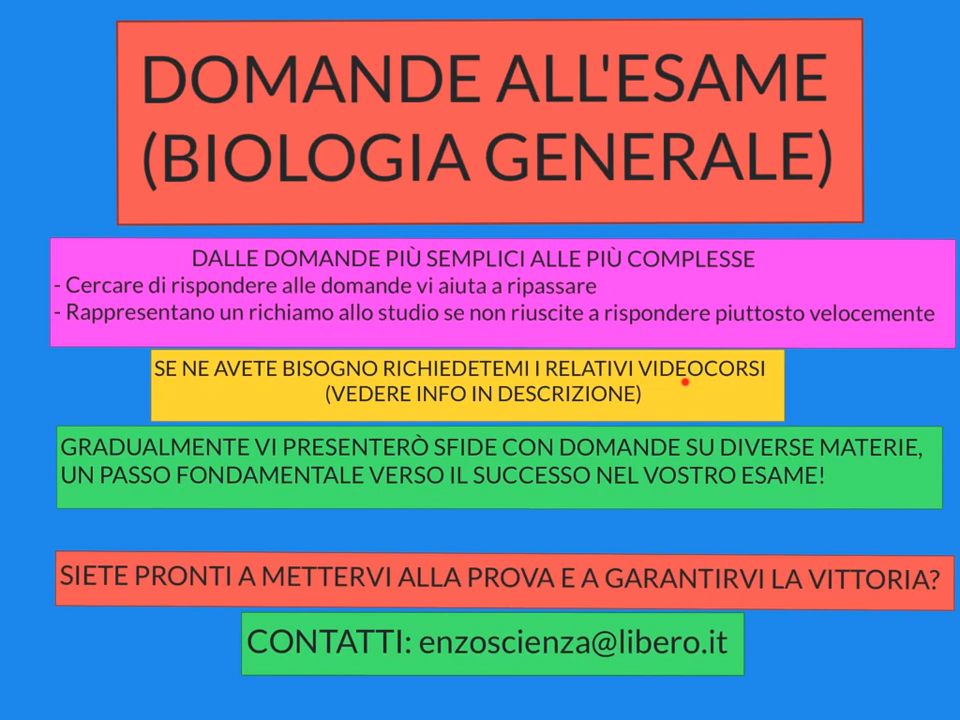 DOMANDE ALL'ESAME
(BIOLOGIA GENERALE)
DALLE DOMANDE PIÙ SEMPLICI ALLE PIÙ COMPLESSE
- Cercare di rispondere alle domande vi aiuta a ripassare
- Rappresentano un richiamo allo studio se non riuscite a rispondere piuttosto velocemente
SE NE AVETE BISOGNO RICHIEDETEMI I RELATIVI VIDEOCORSI
(VEDERE INFO IN DESCRIZIONE)
GRADUALMENTE VI PRESENTERÒ SFIDE CON DOMANDE SU DIVERSE MATERIE,
UN PASSO FONDAMENTALE VERSO IL SUCCESSO NEL VOSTRO ESAME!
SIETE PRONTI A METTERVI ALLA PROVA E A GARANTIRVI LA VITTORIA?
CONTATTI: enzoscienza@libero.it